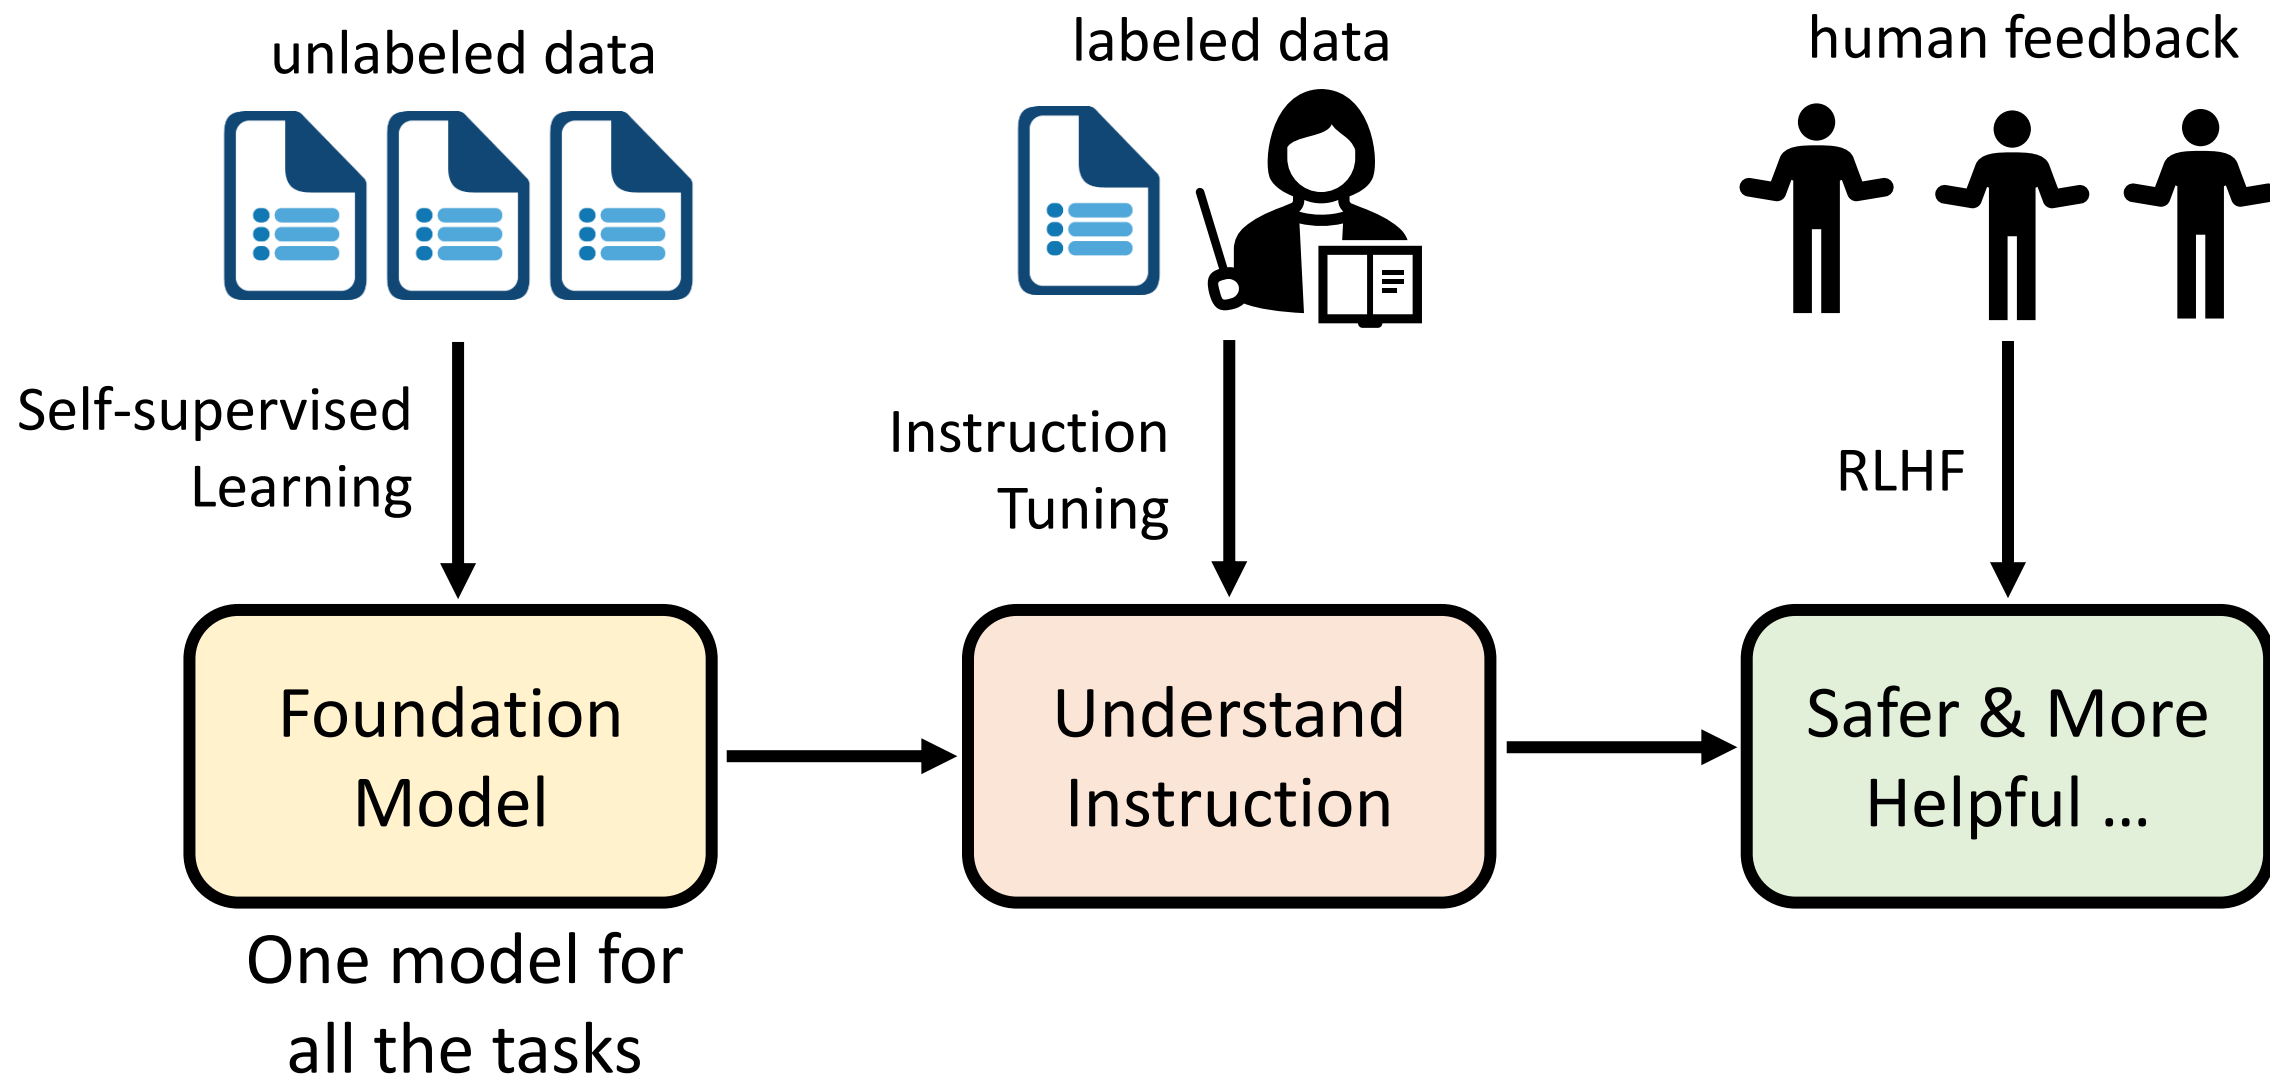 unlabeled data
labeled data
human feedback
Self-supervised
Learning
Instruction
Tuning
RLHF
Foundation
Model
Understand
Instruction
Safer & More
Helpful ...
One model for
all the tasks